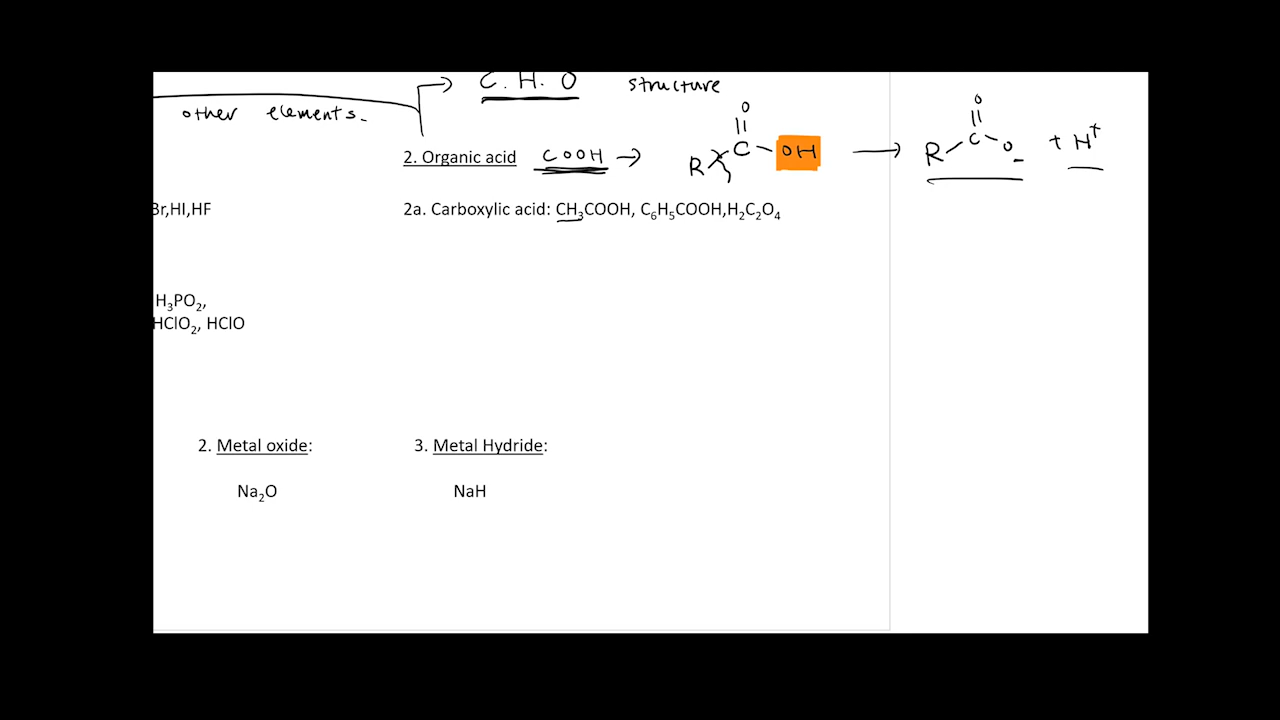 C. H. O structure
other elements.
2. Organic acid COOH → R C O OH → R C O O- + H⁺
Br,HI,HF
2a. Carboxylic acid: CH₃COOH, C₆H₅COOH,H₂C₂O₄
H₃PO₂,
HClO₂, HClO
2. Metal oxide: 3. Metal Hydride:
Na₂O NaH